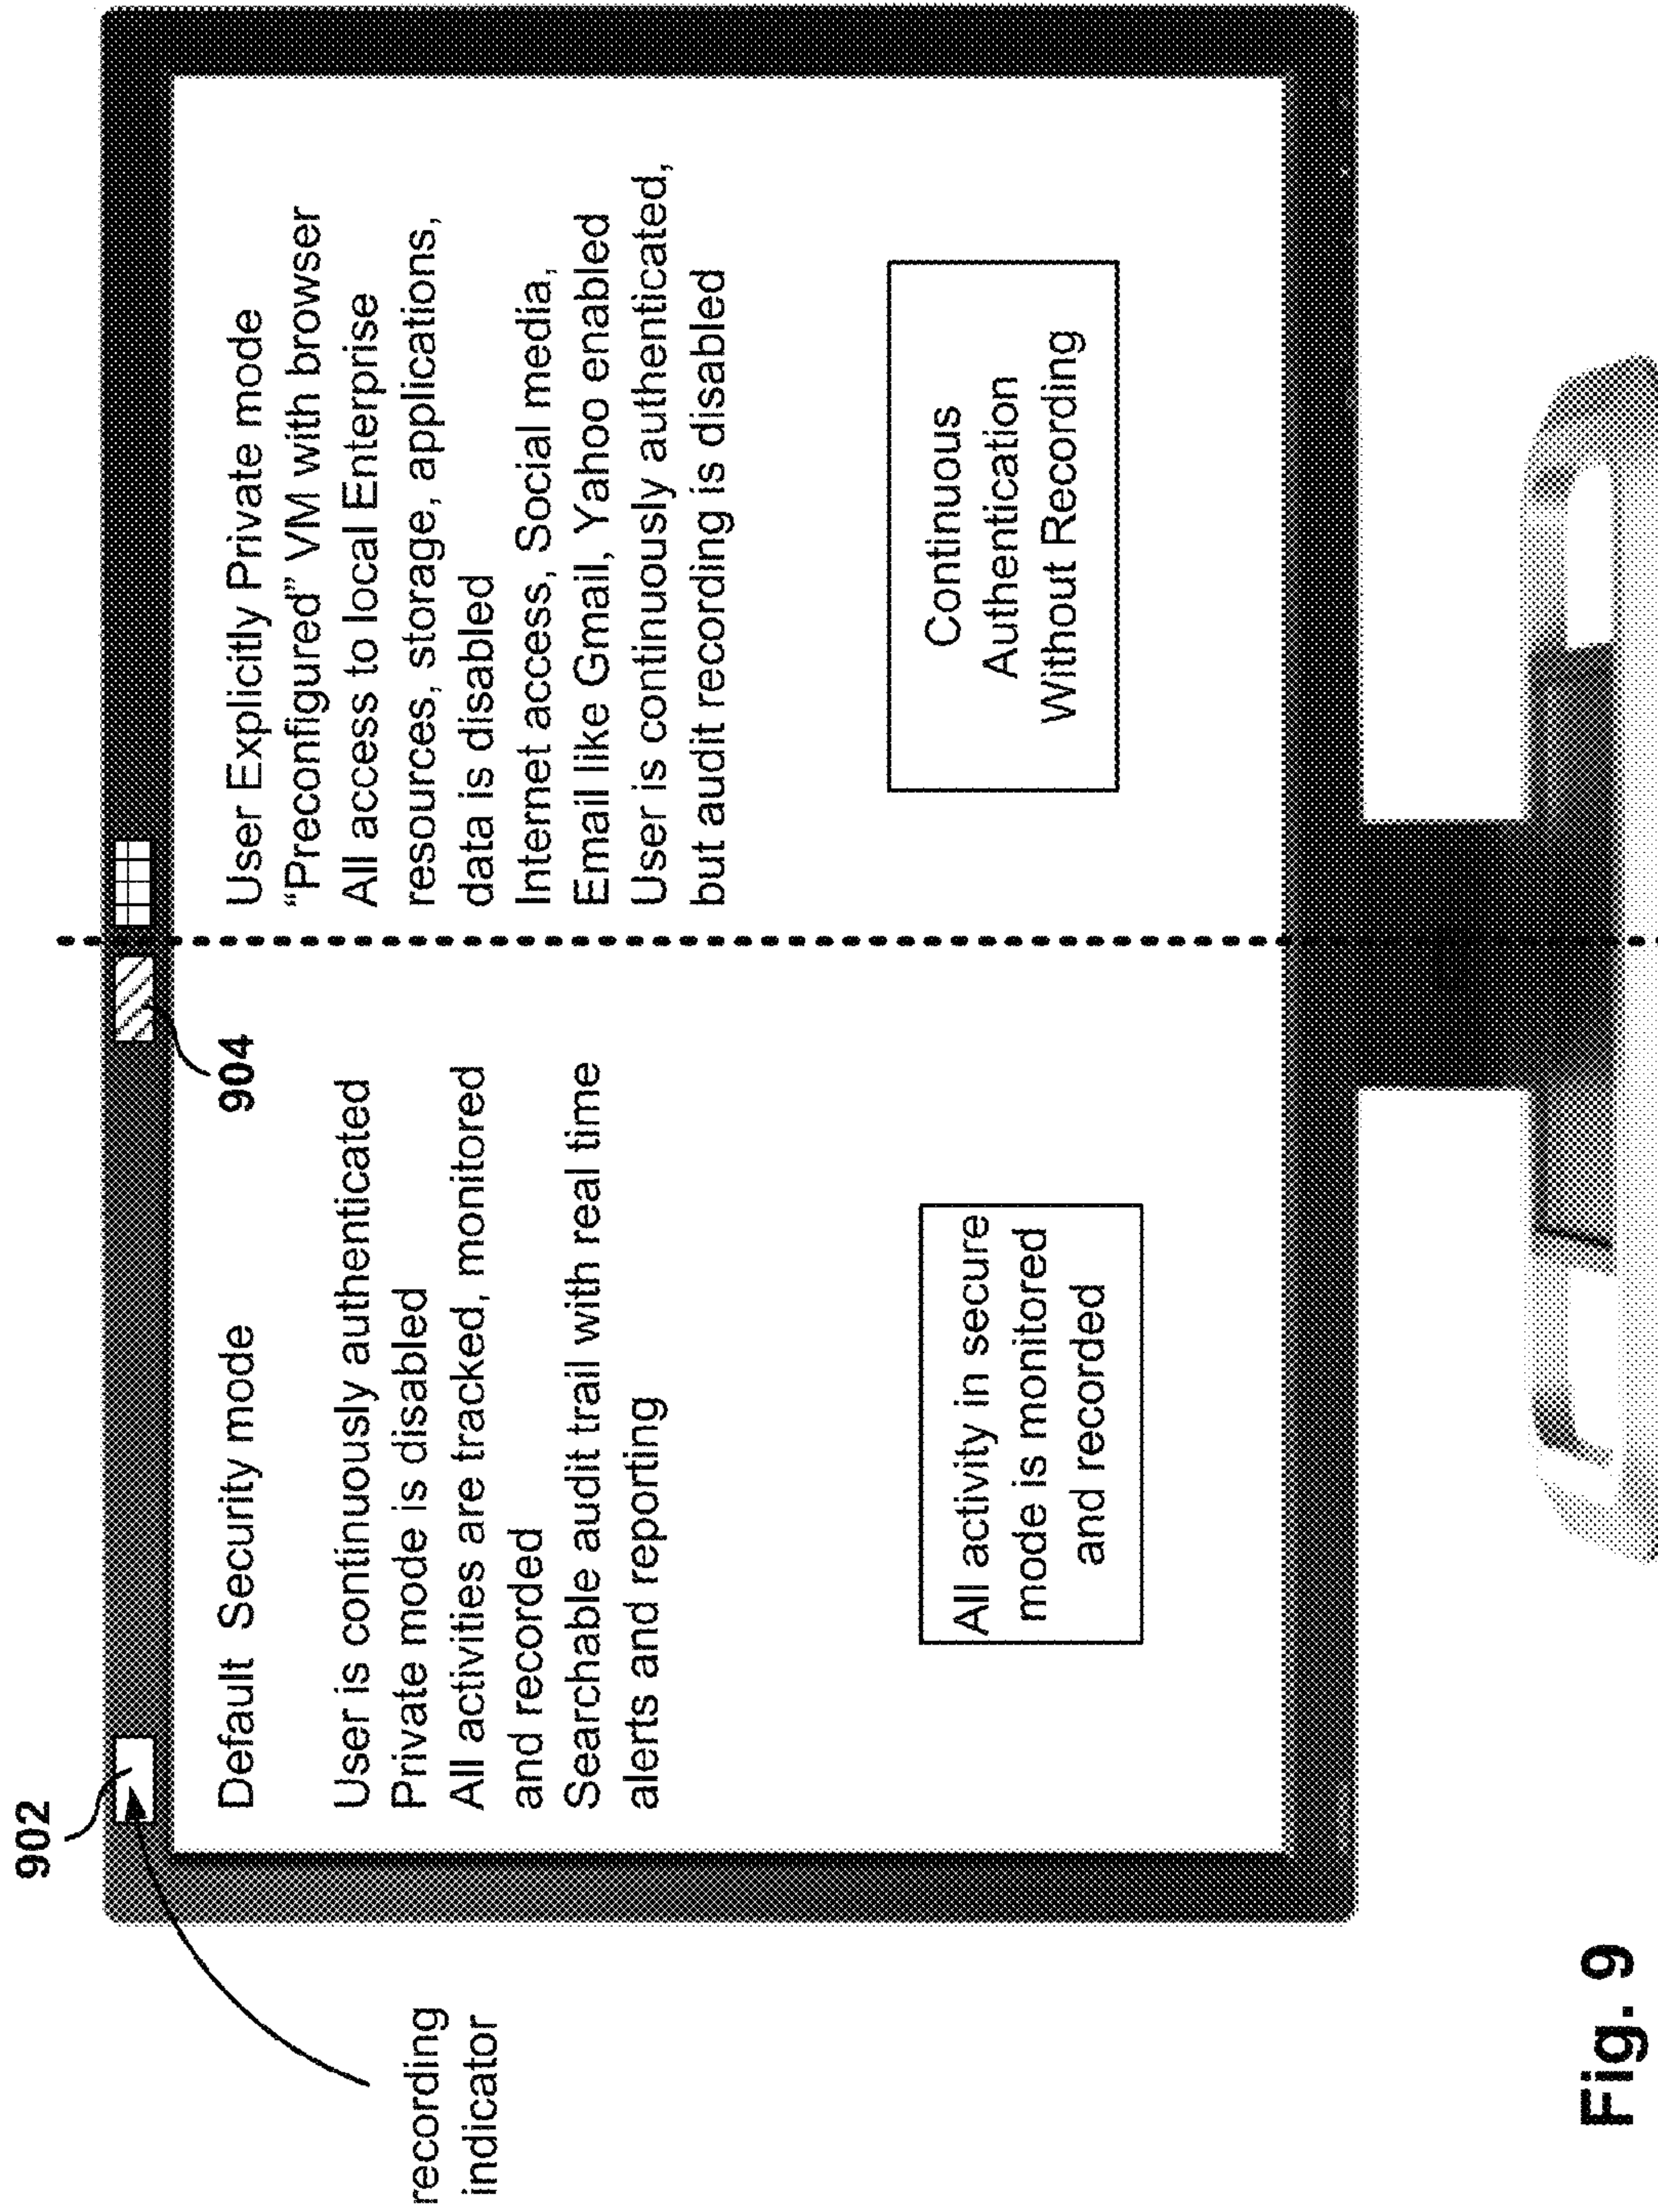 902
904
recording
indicator
Default Security mode
User is continuously authenticated
Private mode is disabled
All activities are tracked, monitored
and recorded
Searchable audit trail with real time
alerts and reporting
All activity in secure
mode is monitored
and recorded
User Explicitly Private mode
“Preconfigured” VM with browser
All access to local Enterprise
resources, storage, applications,
data is disabled
Internet access, Social media,
Email like Gmail, Yahoo enabled
User is continuously authenticated,
but audit recording is disabled
Continuous
Authentication
Without Recording
Fig. 9